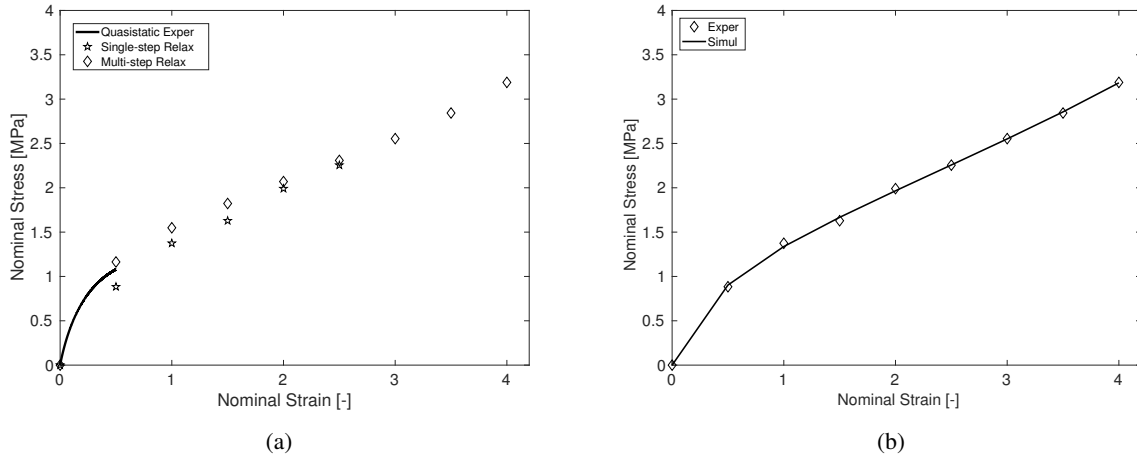 4
3.5
3
2.5
2
1.5
1
0.5
0
Nominal Stress [MPa]
Quasistatic Exper
Single-step Relax
Multi-step Relax
0 1 2 3 4
Nominal Strain [-]
(a)
4
3.5
3
2.5
2
1.5
1
0.5
0
Nominal Stress [MPa]
Exper
Simul
0 1 2 3 4
Nominal Strain [-]
(b)